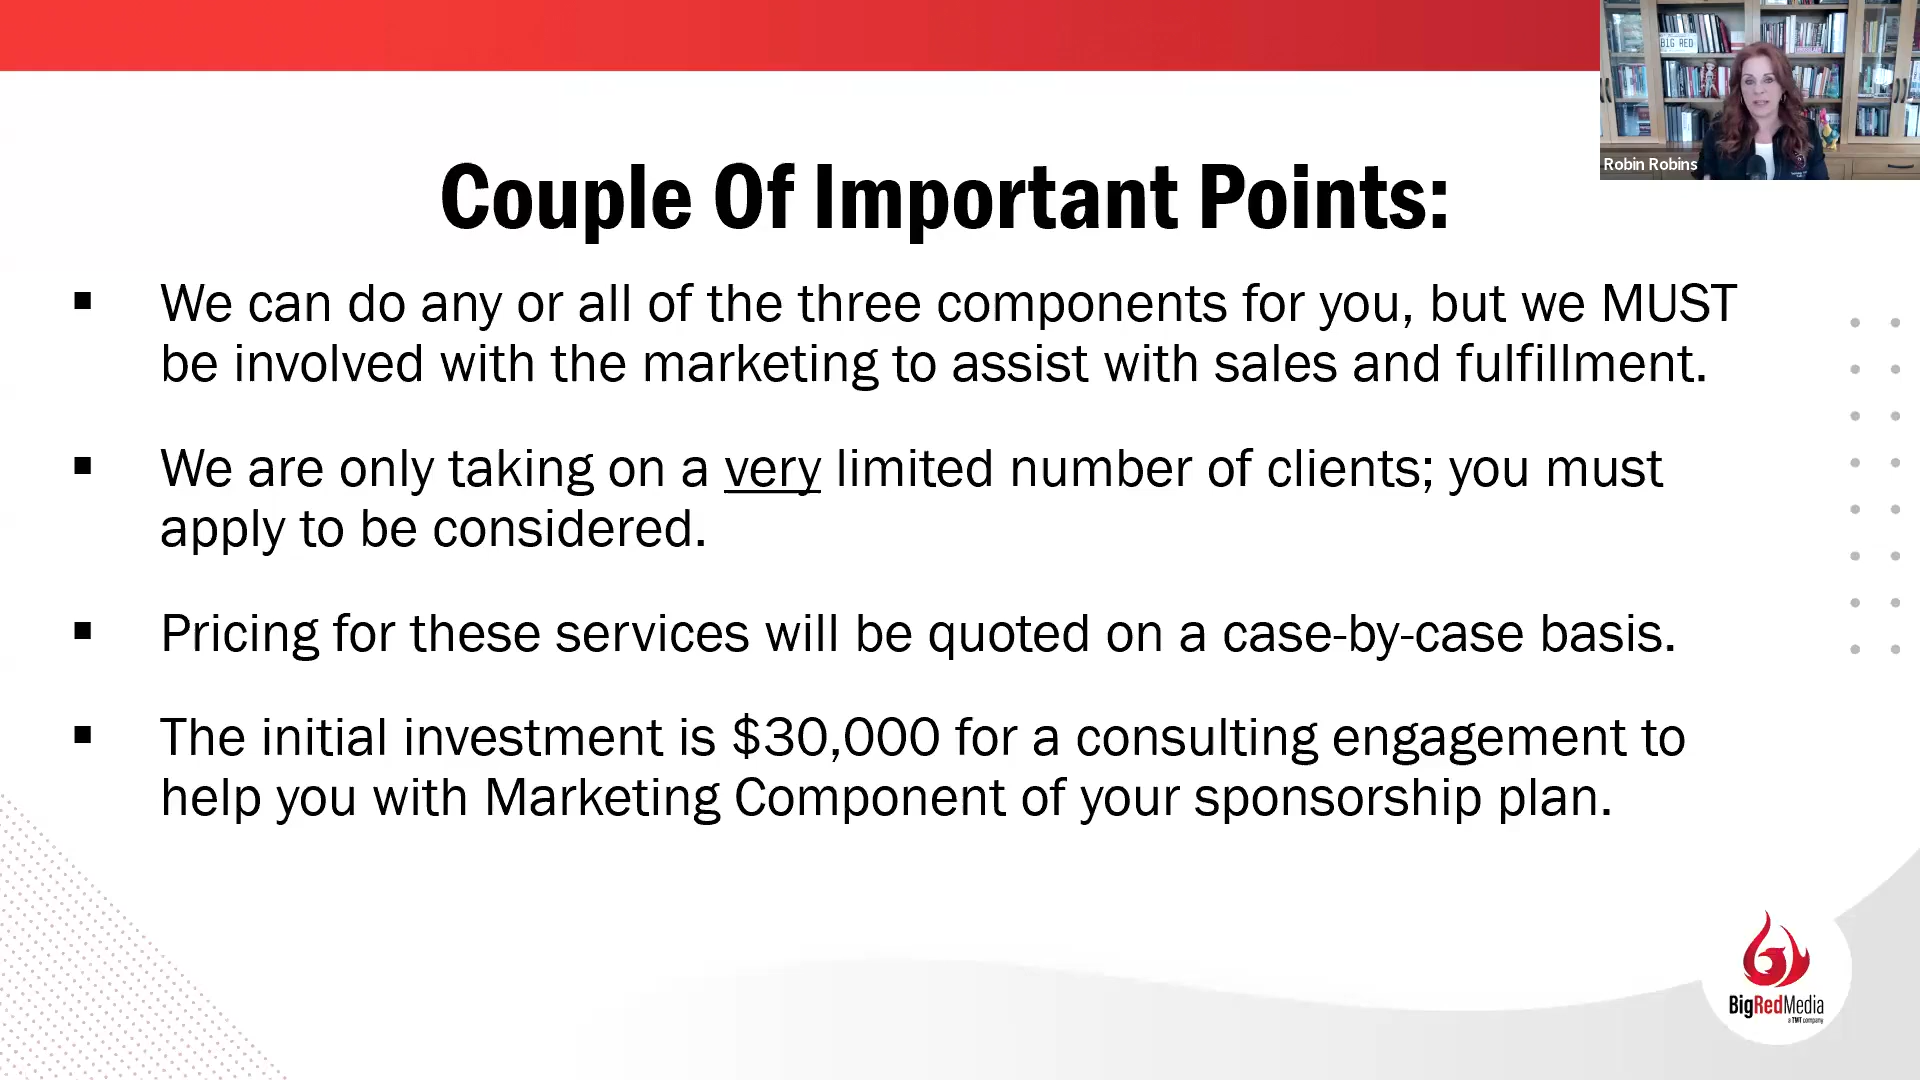 BIG RED
Robin Robins
Couple Of Important Points:
▪ We can do any or all of the three components for you, but we MUST
be involved with the marketing to assist with sales and fulfillment.
▪ We are only taking on a very limited number of clients; you must
apply to be considered.
▪ Pricing for these services will be quoted on a case-by-case basis.
▪ The initial investment is $30,000 for a consulting engagement to
help you with Marketing Component of your sponsorship plan.
BigRedMedia
a TMT company